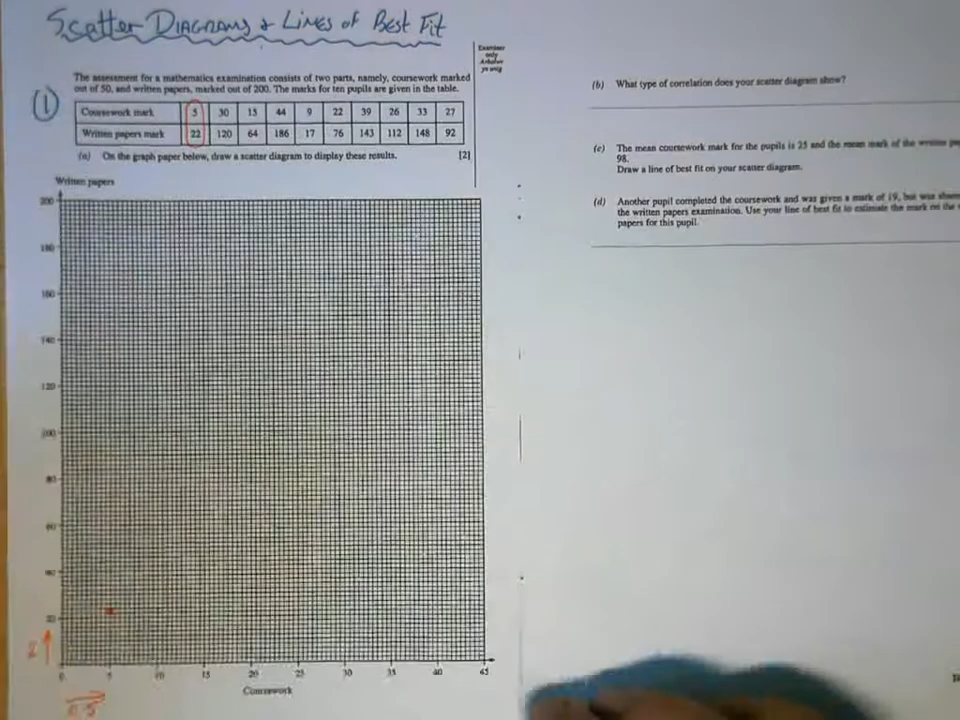 Scatter Diagrams & Lines of Best Fit
Examiner
only
The assessment for a mathematics examination consists of two parts, namely, coursework marked
out of 50, and written papers, marked out of 200. The marks for ten pupils are given in the table.
1
Coursework mark 5 30 15 44 9 22 39 26 33 27
Written papers mark 22 120 64 186 17 76 143 112 148 92
(a) On the graph paper below, draw a scatter diagram to display these results. [2]
Written papers
200
180
160
140
120
100
80
60
40
20
2
0 5 10 15 20 25 30 35 40 45
Coursework
0.5
(b) What type of correlation does your scatter diagram show?
(c) The mean coursework mark for the pupils is 25 and the mean mark of the written
98.
Draw a line of best fit on your scatter diagram.
(d) Another pupil completed the coursework and was given a mark of 19, but was
the written papers examination. Use your line of best fit to estimate the mark on the
papers for this pupil.